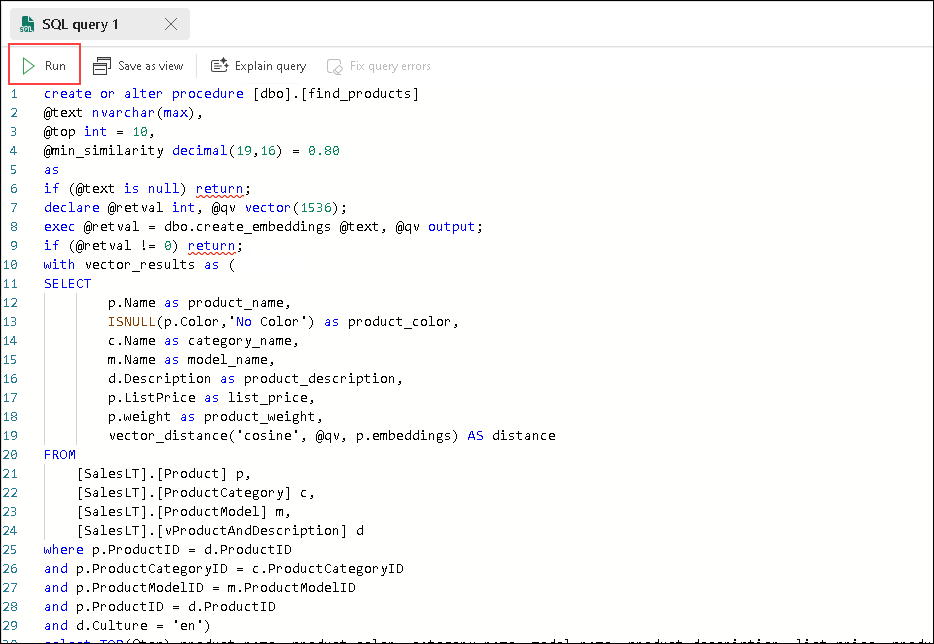 SQL query 1
Run Save as view Explain query Fix query errors
1 create or alter procedure [dbo].[find_products]
2 @text nvarchar(max),
3 @top int = 10,
4 @min_similarity decimal(19,16) = 0.80
5 as
6 if (@text is null) return;
7 declare @retval int, @qv vector(1536);
8 exec @retval = dbo.create_embeddings @text, @qv output;
9 if (@retval != 0) return;
10 with vector_results as (
11 SELECT
12 p.Name as product_name,
13 ISNULL(p.Color,'No Color') as product_color,
14 c.Name as category_name,
15 m.Name as model_name,
16 d.Description as product_description,
17 p.ListPrice as list_price,
18 p.weight as product_weight,
19 vector_distance('cosine', @qv, p.embeddings) AS distance
20 FROM
21 [SalesLT].[Product] p,
22 [SalesLT].[ProductCategory] c,
23 [SalesLT].[ProductModel] m,
24 [SalesLT].[vProductAndDescription] d
25 where p.ProductID = d.ProductID
26 and p.ProductCategoryID = c.ProductCategoryID
27 and p.ProductModelID = m.ProductModelID
28 and p.ProductID = d.ProductID
29 and d.Culture = 'en')